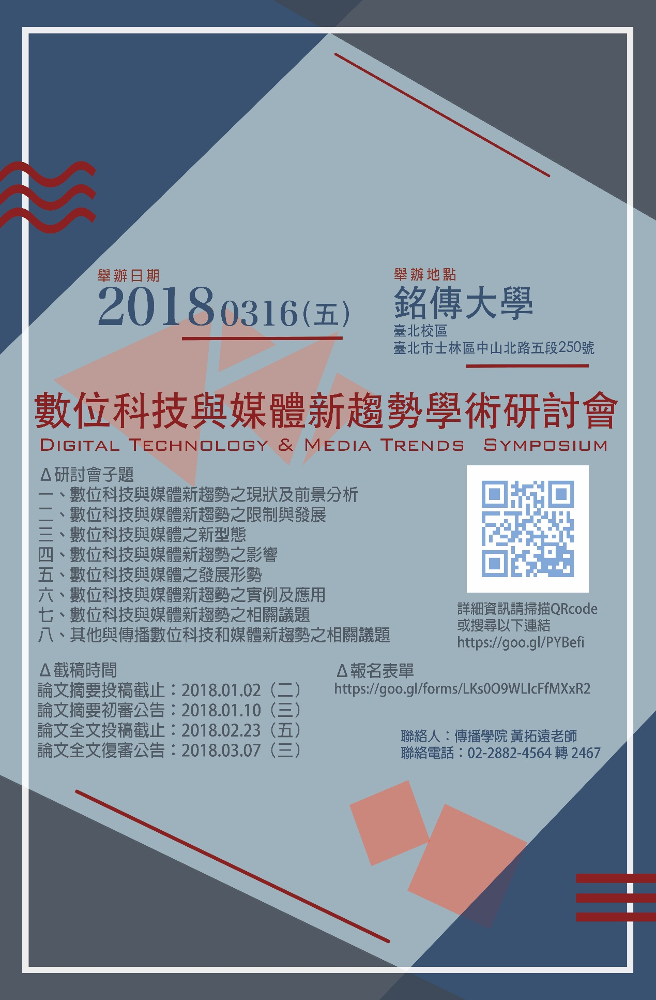 舉辦日期
2018 0316(五)
舉辦地點
銘傳大學
臺北校區
臺北市士林區中山北路五段250號
數位科技與媒體新趨勢學術研討會
DIGITAL TECHNOLOGY & MEDIA TRENDS SYMPOSIUM
Δ研討會子題
一、數位科技與媒體新趨勢之現狀及前景分析
二、數位科技與媒體新趨勢之限制與發展
三、數位科技與媒體之新型態
四、數位科技與媒體新趨勢之影響
五、數位科技與媒體之發展形勢
六、數位科技與媒體新趨勢之實例及應用
七、數位科技與媒體新趨勢之相關議題
八、其他與傳播數位科技和媒體新趨勢之相關議題
詳細資訊請掃描QRcode
或搜尋以下連結
https://goo.gl/PYBefi
Δ截稿時間
論文摘要投稿截止：2018.01.02（二）
論文摘要初審公告：2018.01.10（三）
論文全文投稿截止：2018.02.23（五）
論文全文復審公告：2018.03.07（三）
Δ報名表單
https://goo.gl/forms/LKs0O9WLIcFfMXxR2
聯絡人：傳播學院 黃拓遠老師
聯絡電話：02-2882-4564 轉 2467